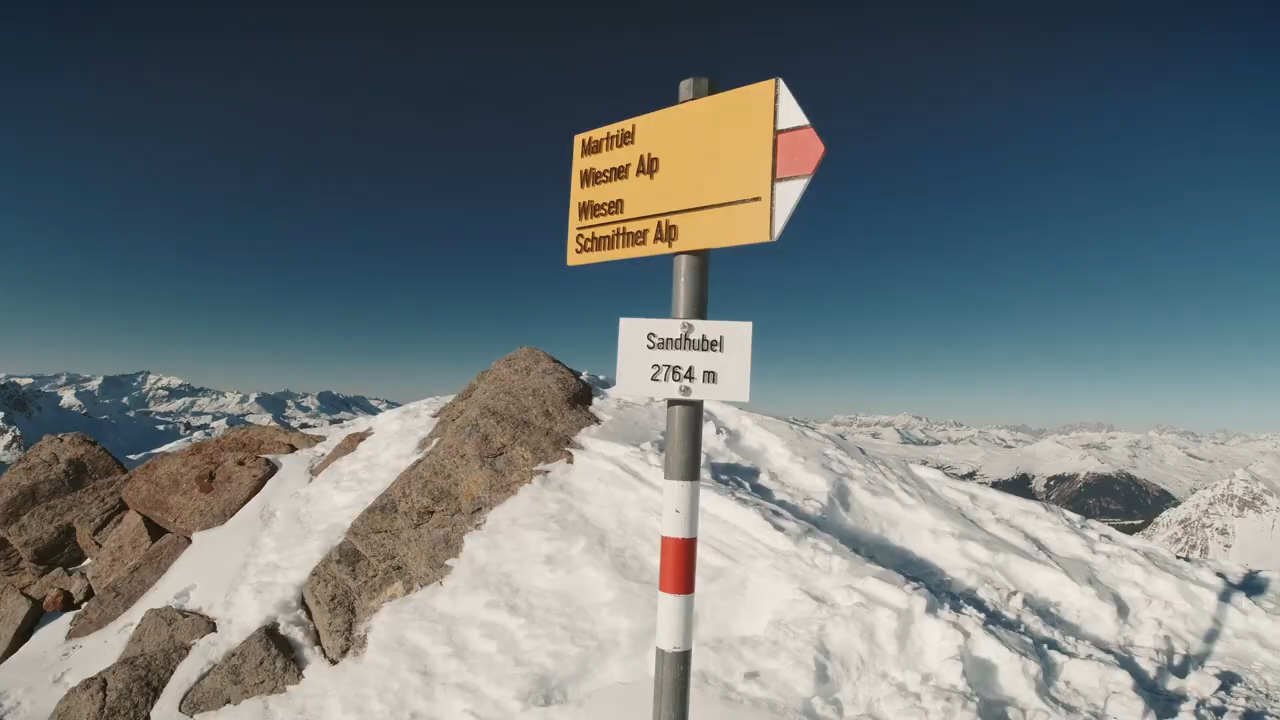 Martrüel
Wiesner Alp
Wiesen
Schmittner Alp
Sandhubel
2764 m